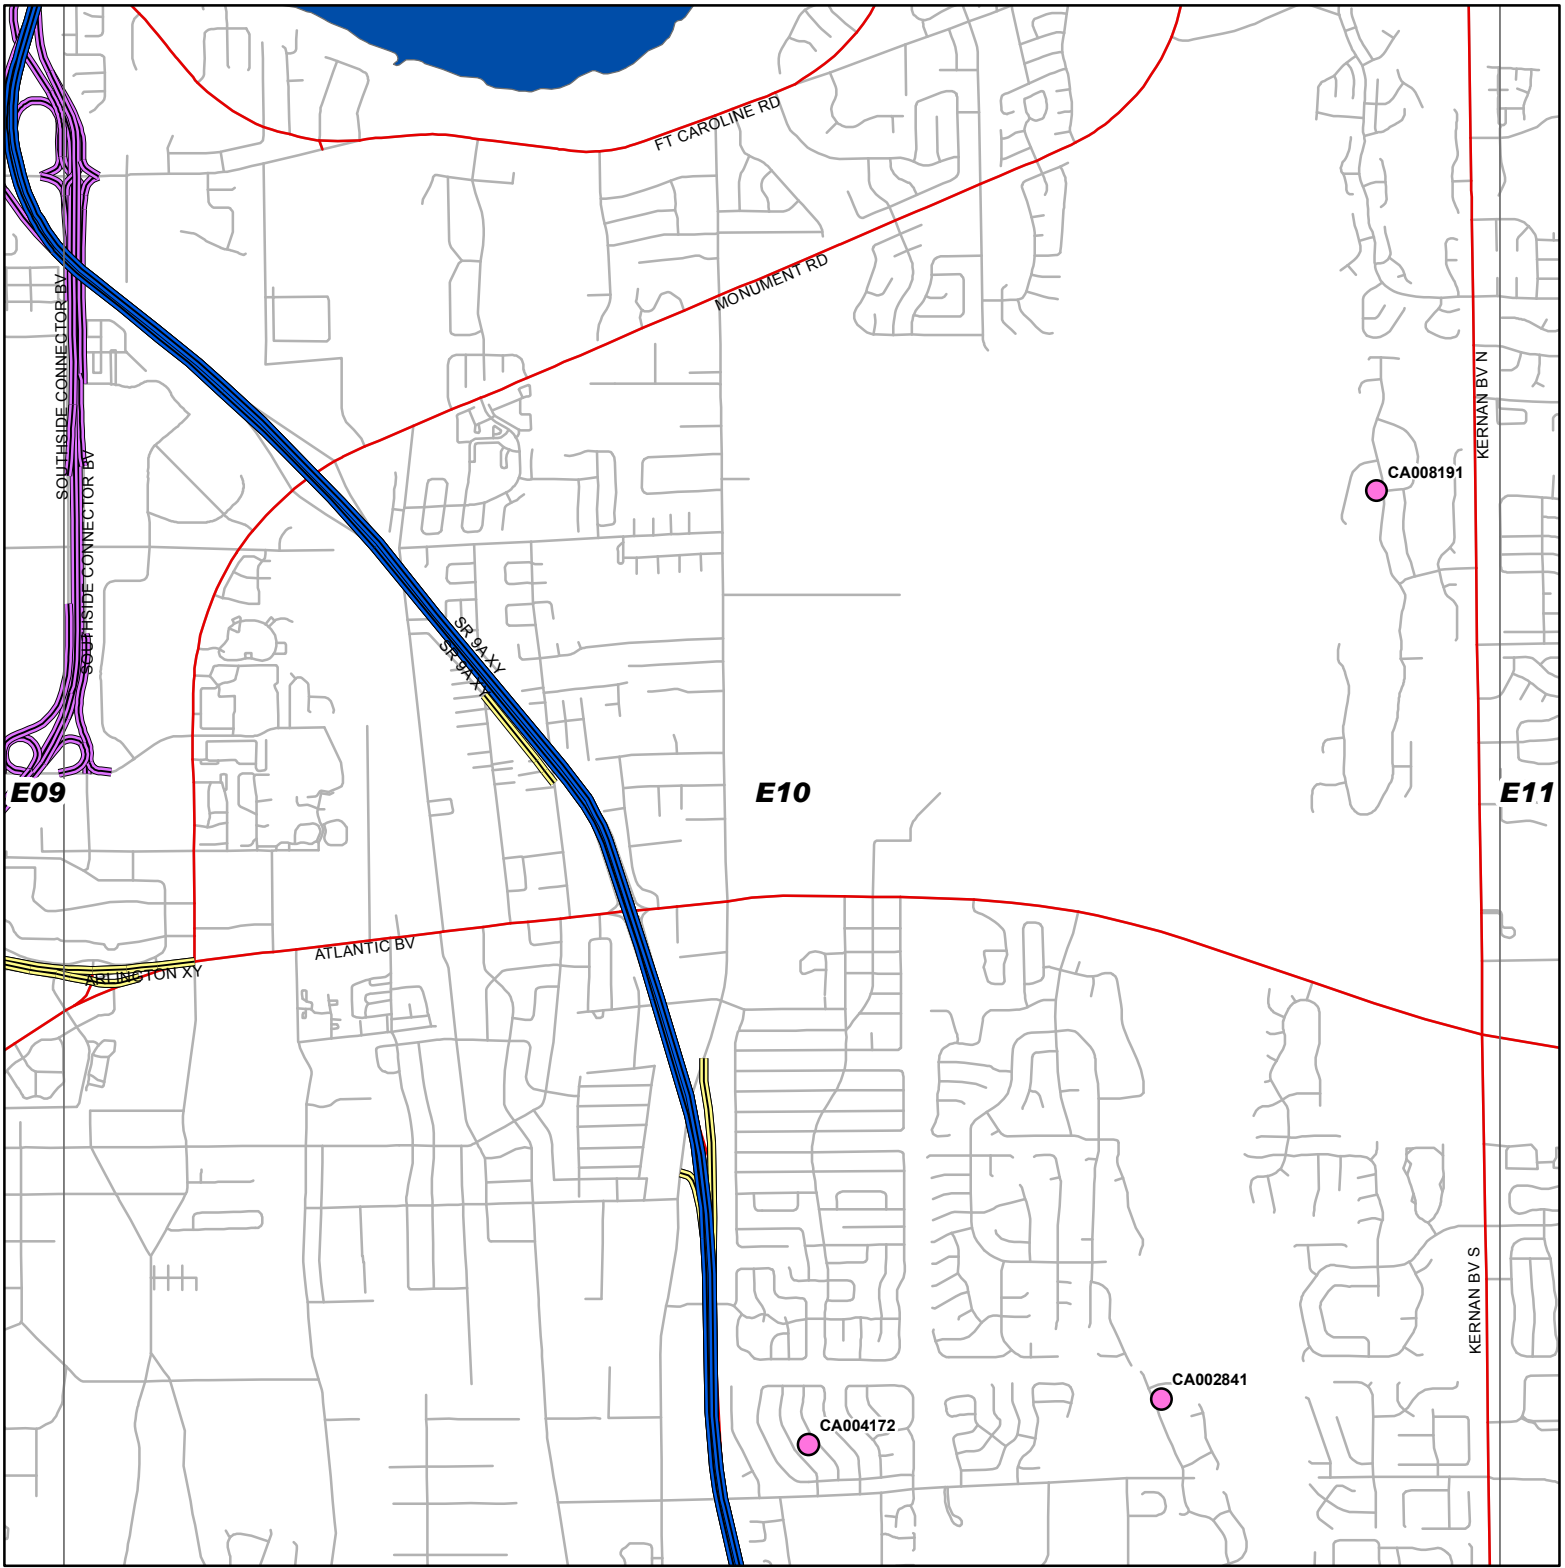 FT CAROLINE RD
MONUMENT RD
SOUTHSIDE CONNECTOR BV
SOUTHSIDE CONNECTOR BV
KERNAN BV N
CA008191
SR 9A XY
SR 9A XY
E09
E10
E11
ATLANTIC BV
ARLINGTON XY
KERNAN BV S
CA002841
CA004172